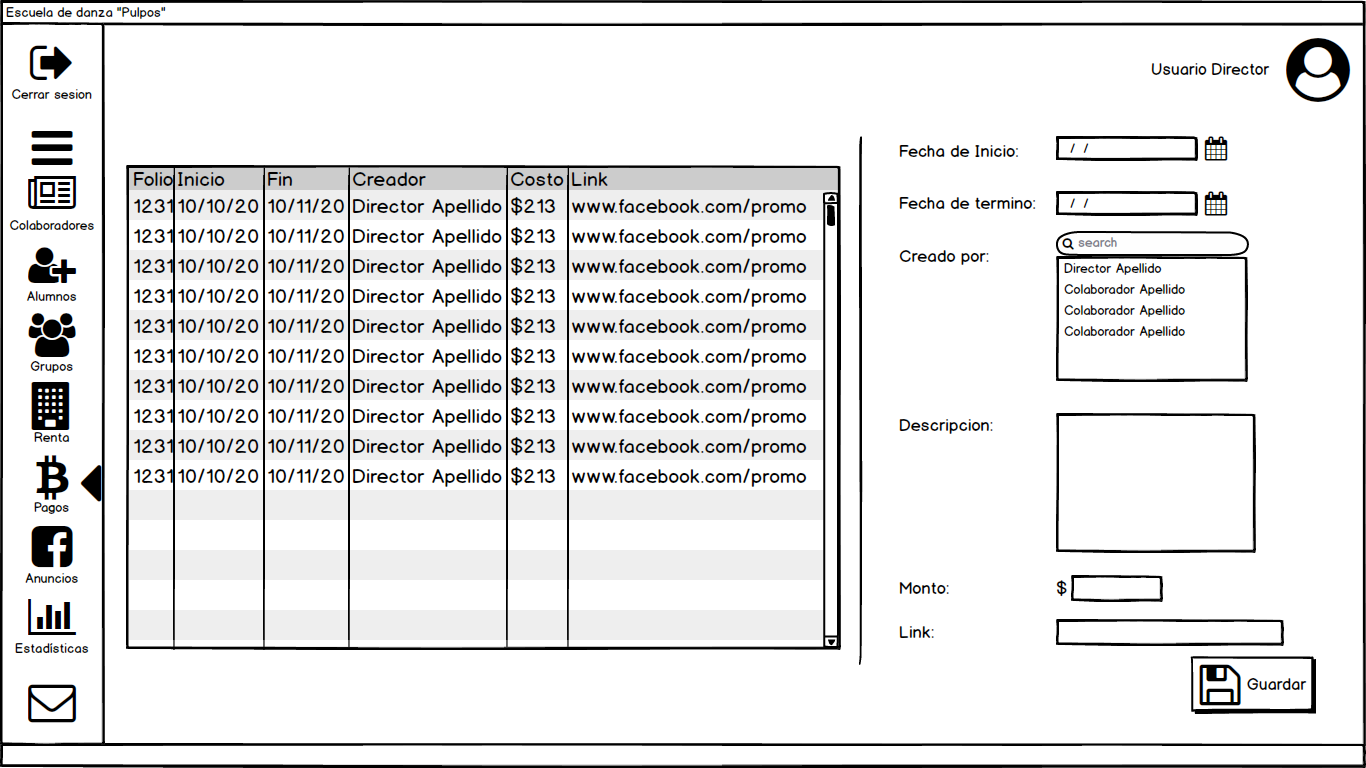 Escuela de danza "Pulpos"
Cerrar sesion
Colaboradores
Alumnos
Grupos
Renta
Pagos
Anuncios
Estadísticas
Usuario Director
Folio Inicio Fin Creador Costo Link
1231 10/10/20 10/11/20 Director Apellido $213 www.facebook.com/promo
1231 10/10/20 10/11/20 Director Apellido $213 www.facebook.com/promo
1231 10/10/20 10/11/20 Director Apellido $213 www.facebook.com/promo
1231 10/10/20 10/11/20 Director Apellido $213 www.facebook.com/promo
1231 10/10/20 10/11/20 Director Apellido $213 www.facebook.com/promo
1231 10/10/20 10/11/20 Director Apellido $213 www.facebook.com/promo
1231 10/10/20 10/11/20 Director Apellido $213 www.facebook.com/promo
1231 10/10/20 10/11/20 Director Apellido $213 www.facebook.com/promo
1231 10/10/20 10/11/20 Director Apellido $213 www.facebook.com/promo
1231 10/10/20 10/11/20 Director Apellido $213 www.facebook.com/promo
Fecha de Inicio: / /
Fecha de termino: / /
Creado por:
search
Director Apellido
Colaborador Apellido
Colaborador Apellido
Colaborador Apellido
Descripcion:
Monto: $
Link:
Guardar